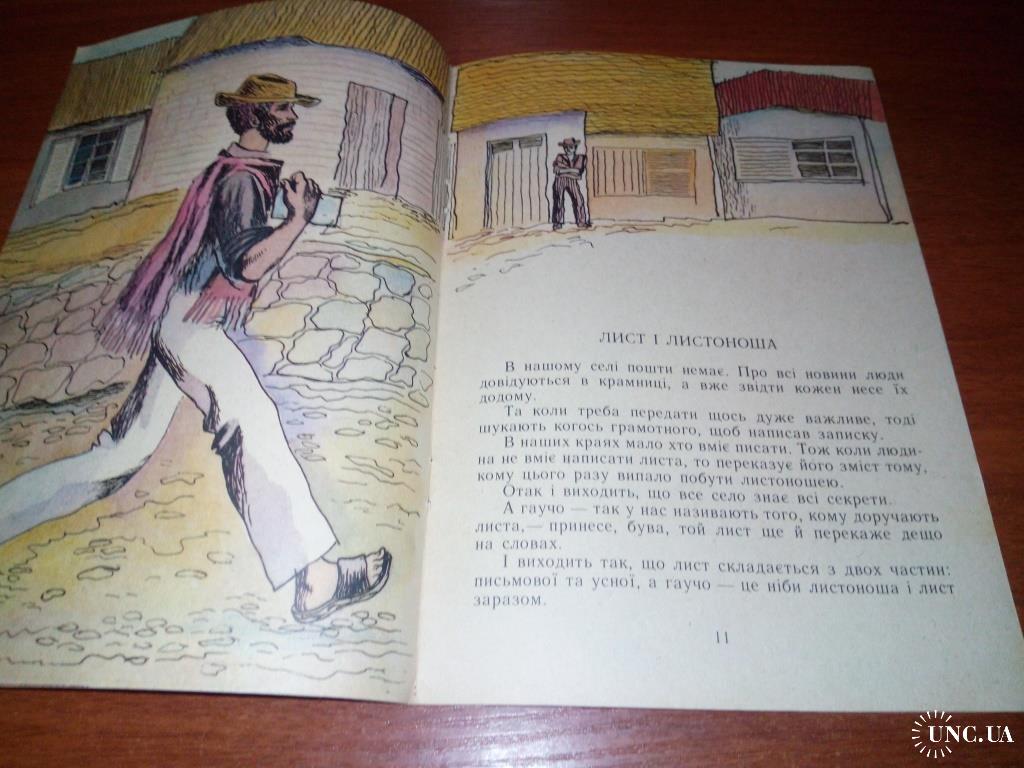 ЛИСТ І ЛИСТОНОША
В нашому селі пошти немає. Про всі новини люди
довідуються в крамниці, а вже звідти кожен несе їх
додому.
Та коли треба передати щось дуже важливе, тоді
шукають когось грамотного, щоб написав записку.
В наших краях мало хто вміє писати. Тож коли люди-
на не вміє написати листа, то переказує його зміст тому,
кому цього разу випало побути листоношею.
Отак і виходить, що все село знає всі секрети.
А гаучо — так у нас називають того, кому доручають
листа,— принесе, бува, той лист ще й перекаже дещо
на словах.
І виходить так, що лист складається з двох частин:
письмової та усної, а гаучо — це ніби листоноша і лист
заразом.
11
UNC.UA